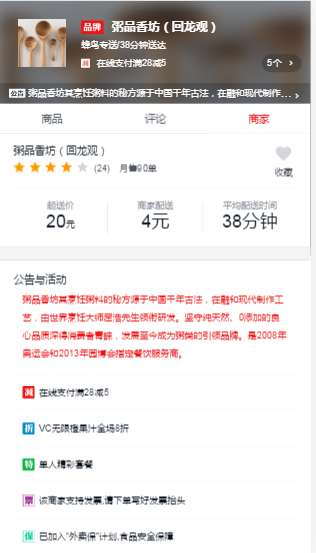 品牌 粥品香坊（回龙观）
蜂鸟专送/38分钟送达
减 在线支付满28减5 5个 >
公告 粥品香坊其烹饪粥料的秘方源于中国千年古法，在融和现代制作... >
商品 评论 商家
粥品香坊（回龙观）
(24) 月售90单 收藏
起送价 商家配送 平均配送时间
20元 4元 38分钟
公告与活动
粥品香坊其烹饪粥料的秘方源于中国千年古法，在融和现代制作工
艺，由世界烹饪大师屈浩先生领衔研发。坚守纯天然、0添加的良
心品质深得消费者青睐，发展至今成为粥类的引领品牌。是2008年
奥运会和2013年园博会指定餐饮服务商。
减 在线支付满28减5
折 VC无限橙果汁全场8折
特 单人精彩套餐
票 该商家支持发票,请下单写好发票抬头
保 已加入“外卖保”计划,食品安全保障